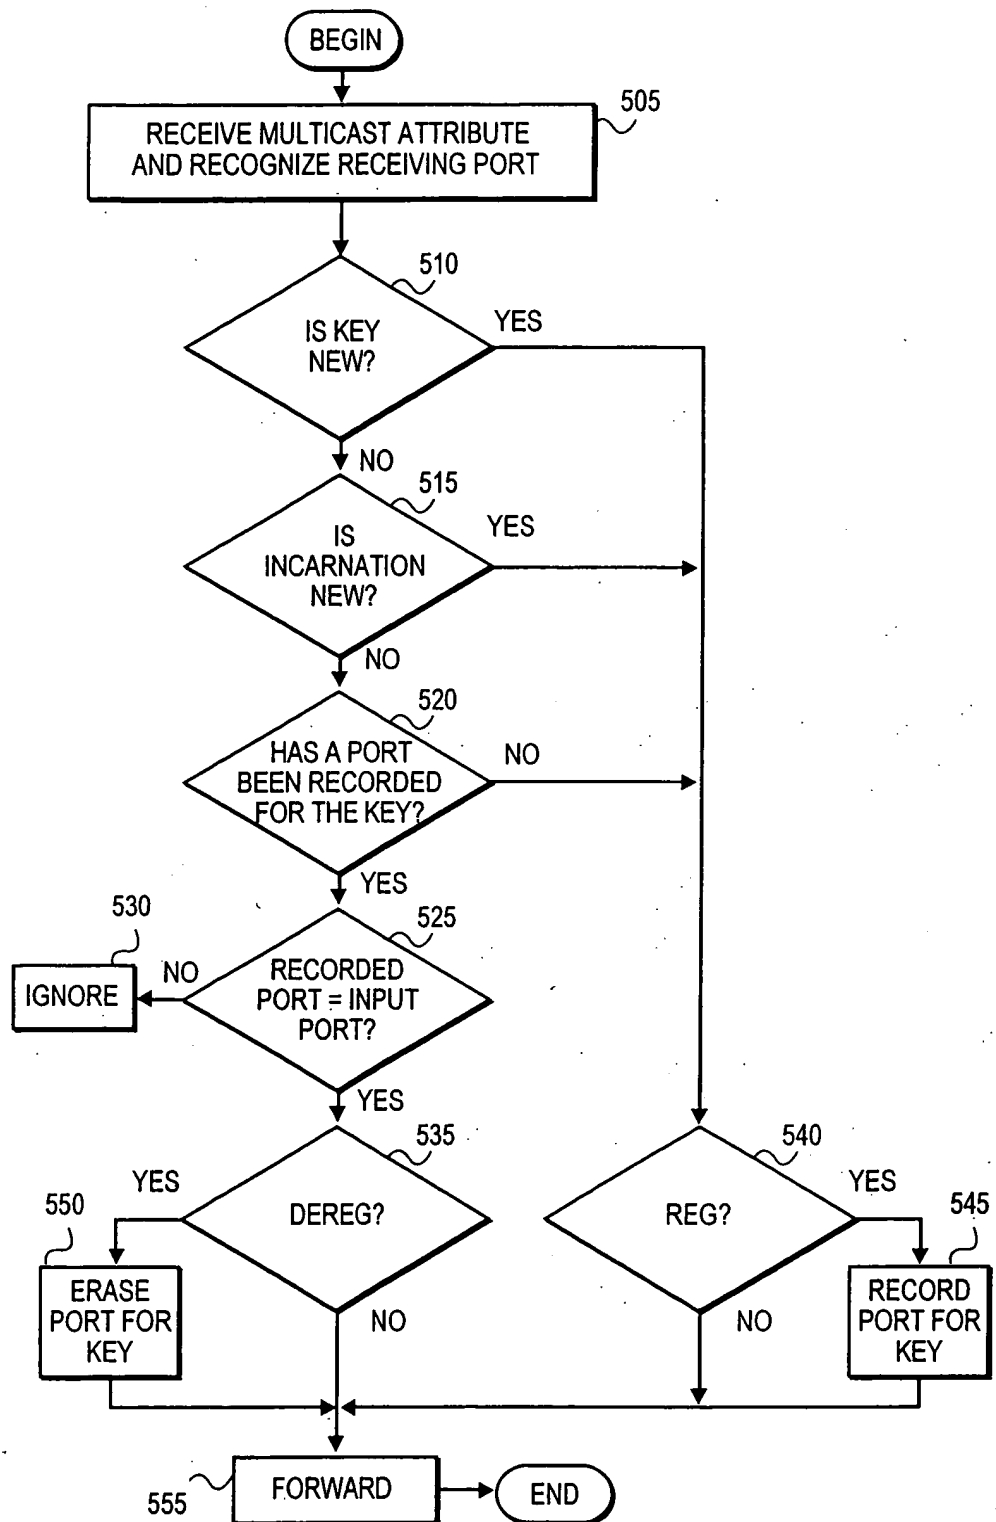 BEGIN
505
RECEIVE MULTICAST ATTRIBUTE
AND RECOGNIZE RECEIVING PORT
510
IS KEY
NEW?
YES
NO
515
IS
INCARNATION
NEW?
YES
NO
520
HAS A PORT
BEEN RECORDED
FOR THE KEY?
NO
YES
525
RECORDED
PORT = INPUT
PORT?
NO
530
IGNORE
YES
535
DEREG?
YES
550
ERASE
PORT FOR
KEY
NO
540
REG?
YES
545
RECORD
PORT FOR
KEY
NO
555
FORWARD
END